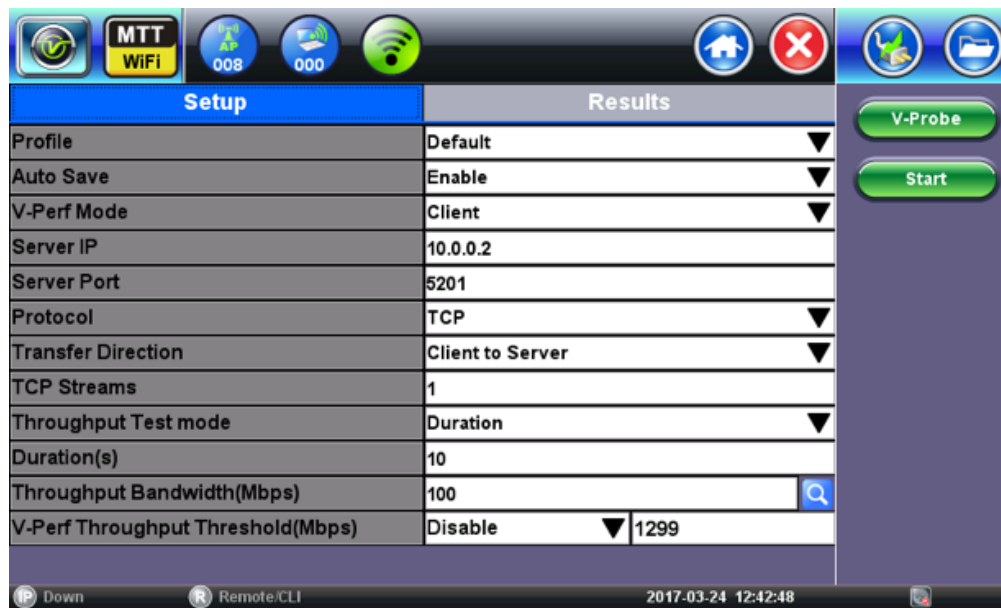 MTT
WiFi
AP
008
000
Setup
Results
V-Probe
Start
Profile
Default
Auto Save
Enable
V-Perf Mode
Client
Server IP
10.0.0.2
Server Port
5201
Protocol
TCP
Transfer Direction
Client to Server
TCP Streams
1
Throughput Test mode
Duration
Duration(s)
10
Throughput Bandwidth(Mbps)
100
V-Perf Throughput Threshold(Mbps)
Disable
1299
IP Down
R Remote/CLI
2017-03-24 12:42:48